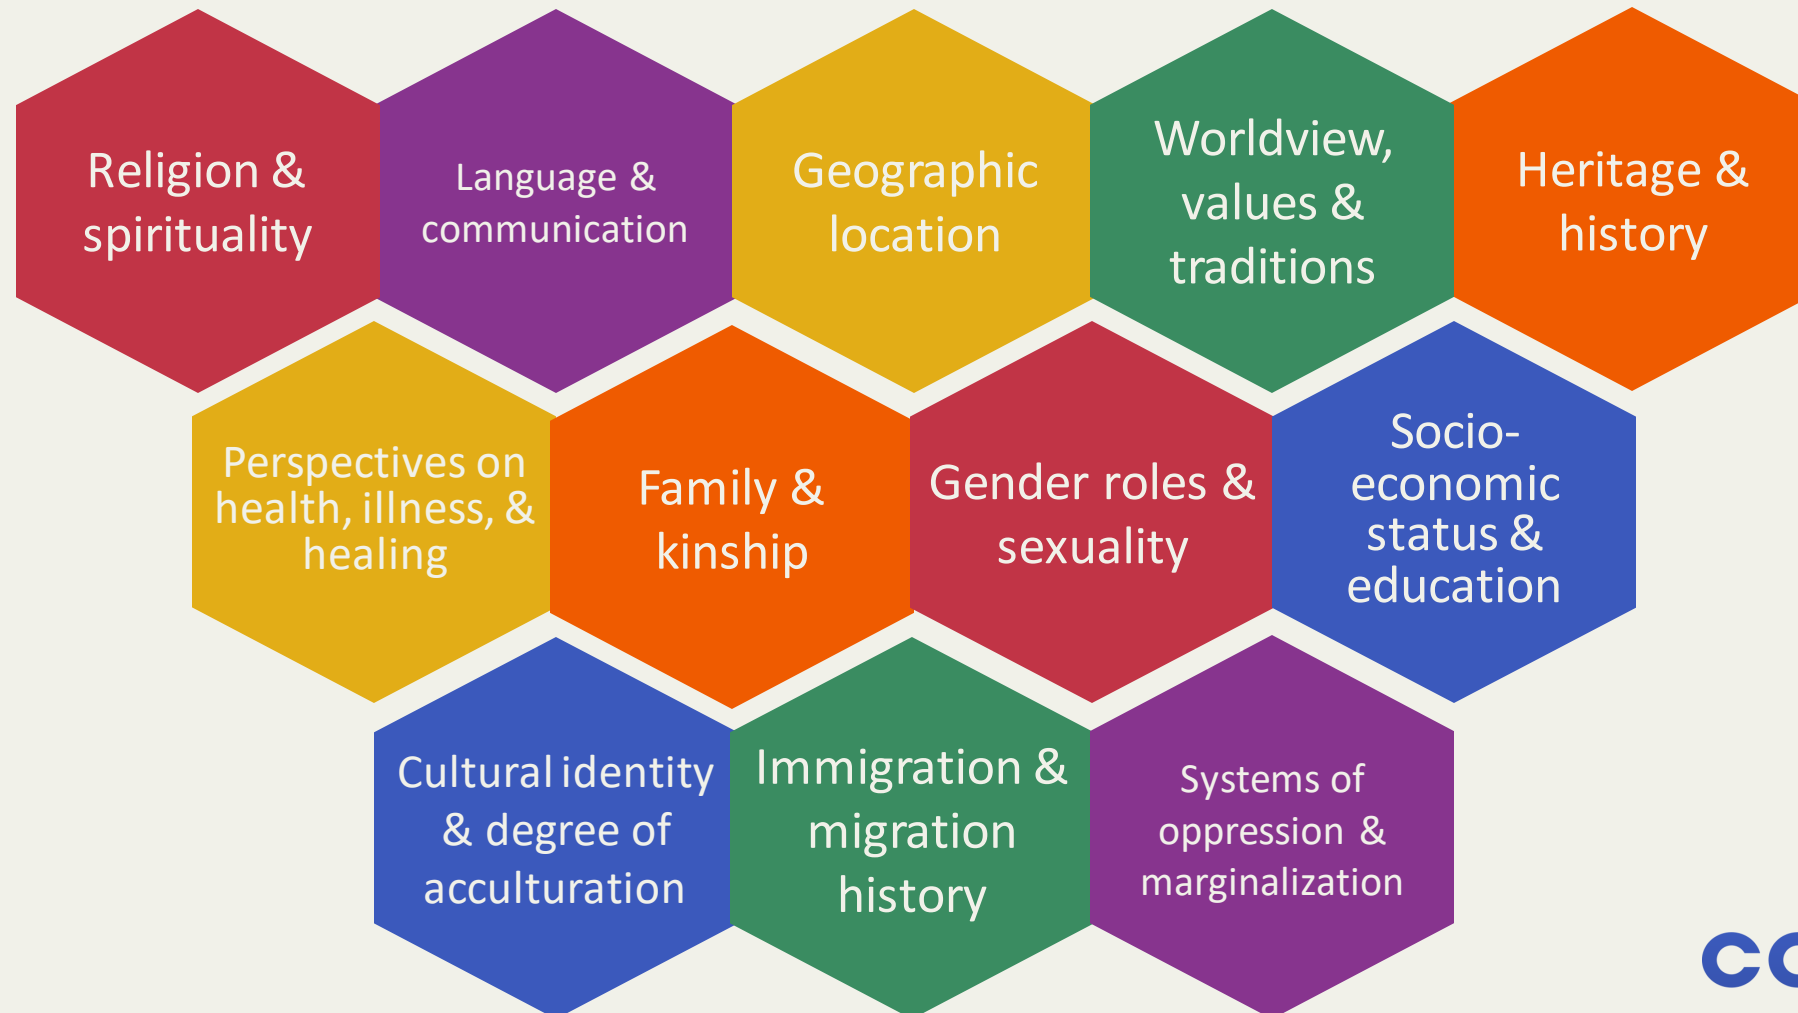 Religion &
spirituality
Language &
communication
Geographic
location
Worldview,
values &
traditions
Heritage &
history
Perspectives on
health, illness, &
healing
Family &
kinship
Gender roles &
sexuality
Socio-
economic
status &
education
Cultural identity
& degree of
acculturation
Immigration &
migration
history
Systems of
oppression &
marginalization